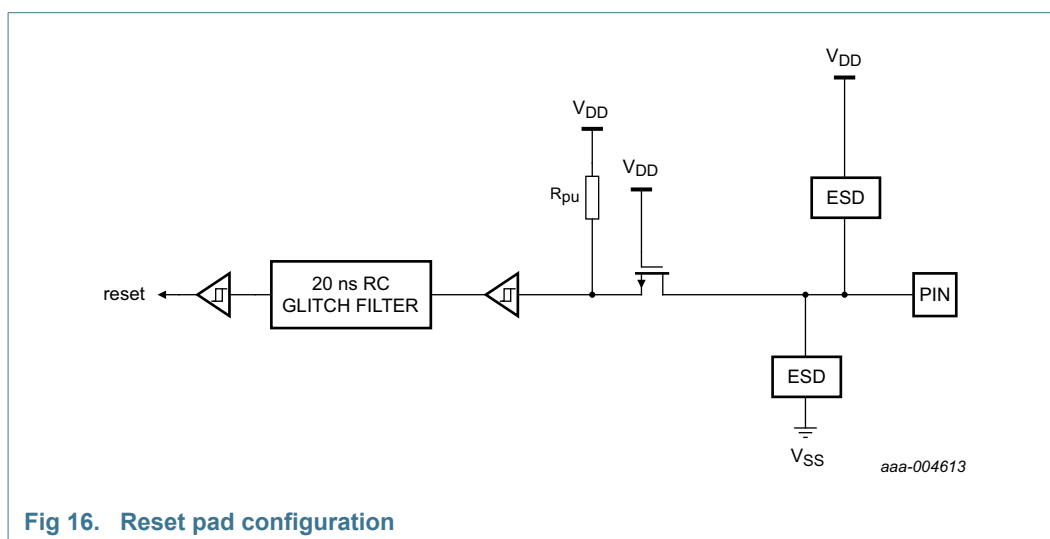 VDD
VDD
VDD
Rpu
ESD
reset
20 ns RC
GLITCH FILTER
PIN
ESD
VSS
aaa-004613
Fig 16. Reset pad configuration